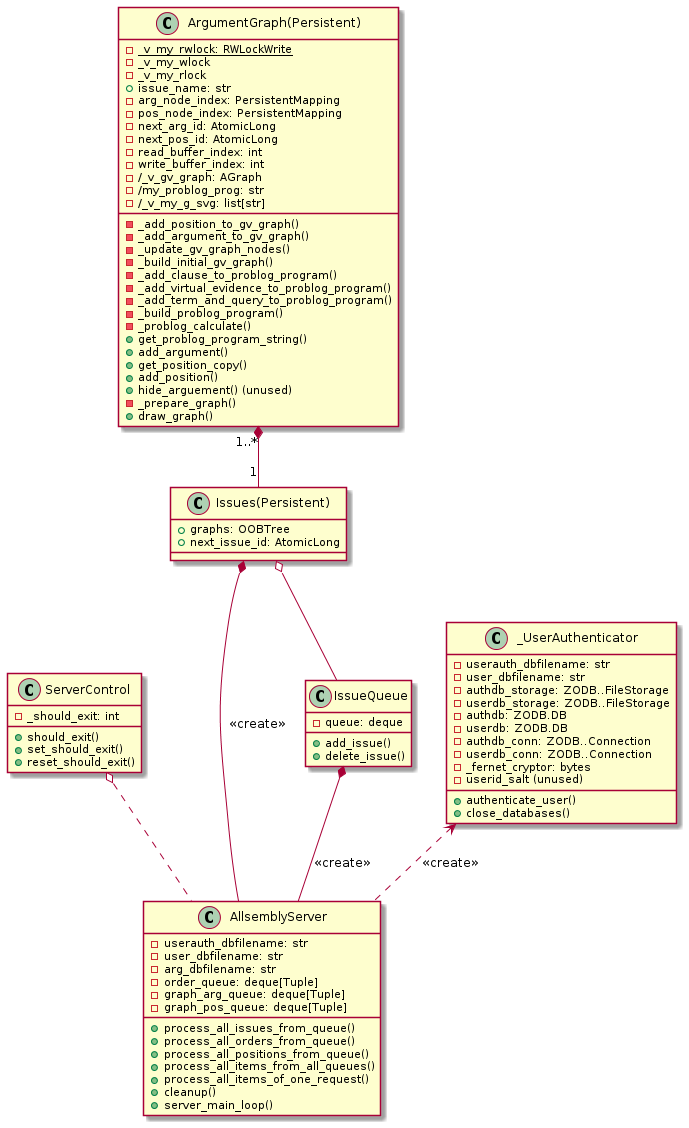 C ArgumentGraph(Persistent)
_v_my_rwlock: RWLockWrite
_v_my_wlock
_v_my_rlock
issue_name: str
arg_node_index: PersistentMapping
pos_node_index: PersistentMapping
next_arg_id: AtomicLong
next_pos_id: AtomicLong
read_buffer_index: int
write_buffer_index: int
/_v_gv_graph: AGraph
/my_problog_prog: str
/_v_my_g_svg: list[str]
_add_position_to_gv_graph()
_add_argument_to_gv_graph()
_update_gv_graph_nodes()
_build_initial_gv_graph()
_add_clause_to_problog_program()
_add_virtual_evidence_to_problog_program()
_add_term_and_query_to_problog_program()
_build_problog_program()
_problog_calculate()
get_problog_program_string()
add_argument()
get_position_copy()
add_position()
hide_arguement() (unused)
_prepare_graph()
draw_graph()
1..*
1
C Issues(Persistent)
graphs: OOBTree
next_issue_id: AtomicLong
C ServerControl
_should_exit: int
should_exit()
set_should_exit()
reset_should_exit()
«create»
C IssueQueue
queue: deque
add_issue()
delete_issue()
C _UserAuthenticator
userauth_dbfilename: str
user_dbfilename: str
authdb_storage: ZODB..FileStorage
userdb_storage: ZODB..FileStorage
authdb: ZODB.DB
userdb: ZODB.DB
authdb_conn: ZODB..Connection
userdb_conn: ZODB..Connection
_fernet_cryptor: bytes
userid_salt (unused)
authenticate_user()
close_databases()
«create»
«create»
C AllsemblyServer
userauth_dbfilename: str
user_dbfilename: str
arg_dbfilename: str
order_queue: deque[Tuple]
graph_arg_queue: deque[Tuple]
graph_pos_queue: deque[Tuple]
process_all_issues_from_queue()
process_all_orders_from_queue()
process_all_positions_from_queue()
process_all_items_from_all_queues()
process_all_items_of_one_request()
cleanup()
server_main_loop()